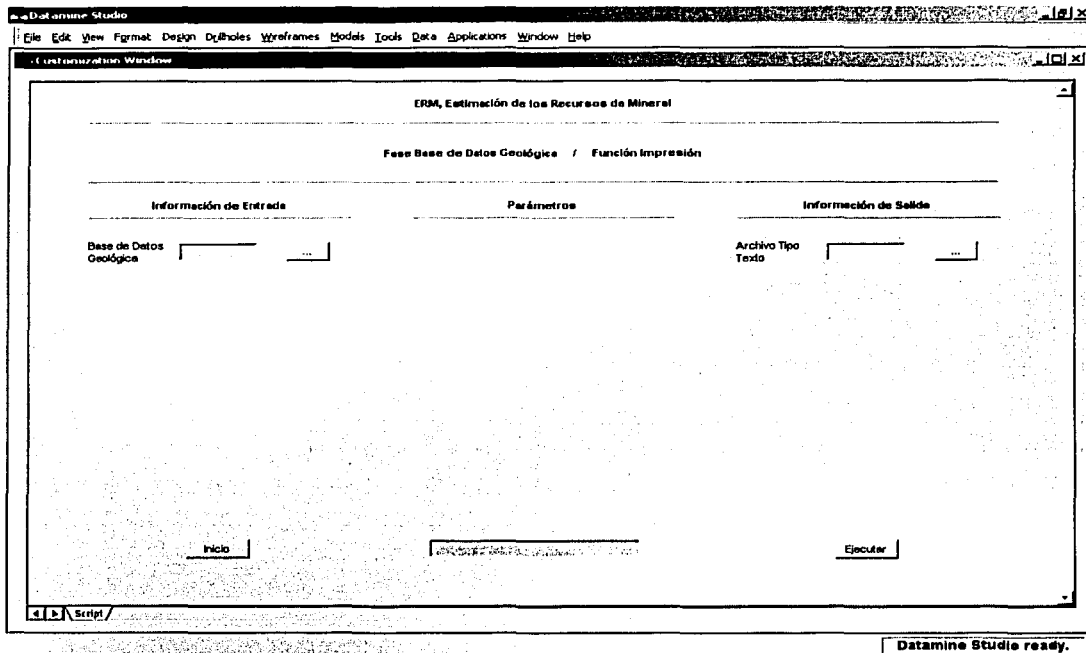 Datamine Studio
File Edit View Format Design Drillholes Wireframes Models Tools Data Applications Window Help
Customization Window
ERM, Estimación de los Recursos de Mineral
Fase Base de Datos Geológica / Función Impresión
Información de Entrada Parámetros Información de Salida
Base de Datos Geológica ... Archivo Tipo Texto ...
Inicio Ejecutar
Script
Datamine Studio ready.